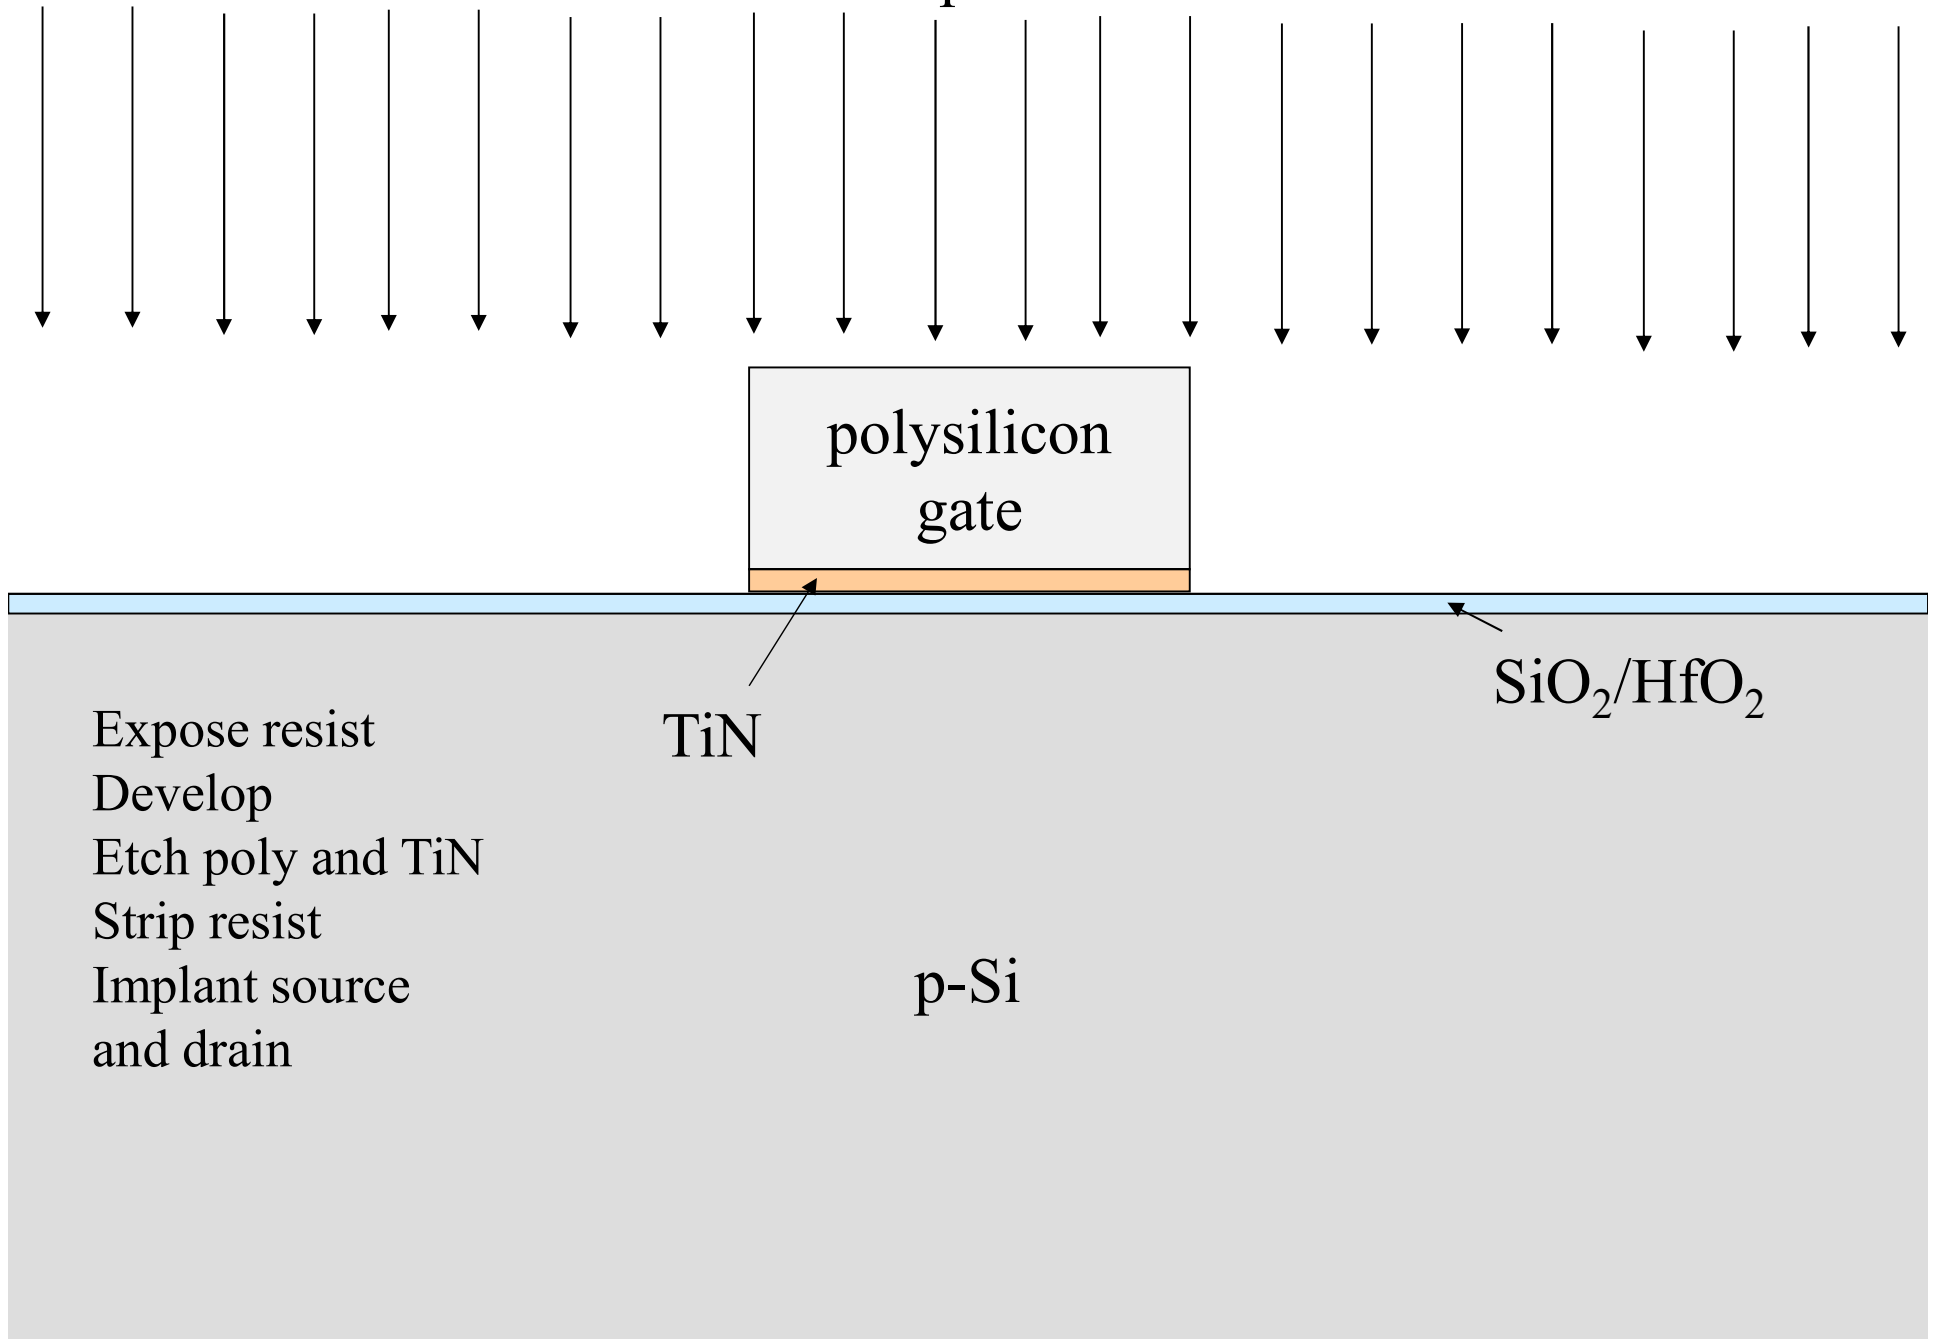 polysilicon
gate
SiO₂/HfO₂
TiN
Expose resist
Develop
Etch poly and TiN
Strip resist
Implant source
and drain
p-Si